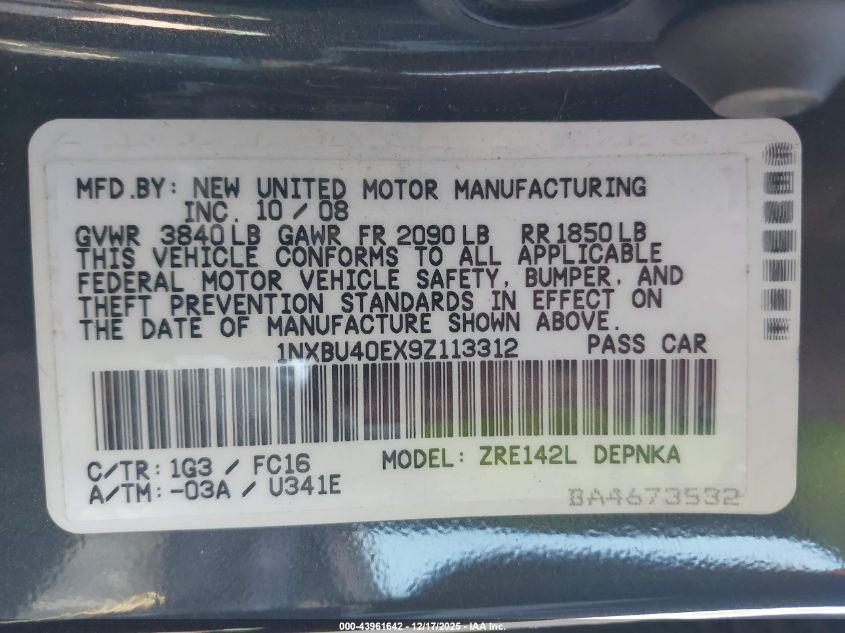 MFD.BY: NEW UNITED MOTOR MANUFACTURING
INC. 10 / 08
GVWR 3840 LB GAWR FR 2090 LB RR 1850 LB
THIS VEHICLE CONFORMS TO ALL APPLICABLE
FEDERAL MOTOR VEHICLE SAFETY, BUMPER, AND
THEFT PREVENTION STANDARDS IN EFFECT ON
THE DATE OF MANUFACTURE SHOWN ABOVE.
1NXBU40EX9Z113312 PASS CAR
C/TR: 1G3 / FC16 MODEL: ZRE142L DEPNKA
A/TM: -03A / U341E
BA4673532
000-43961642 - 12/17/2025 - IAA Inc.